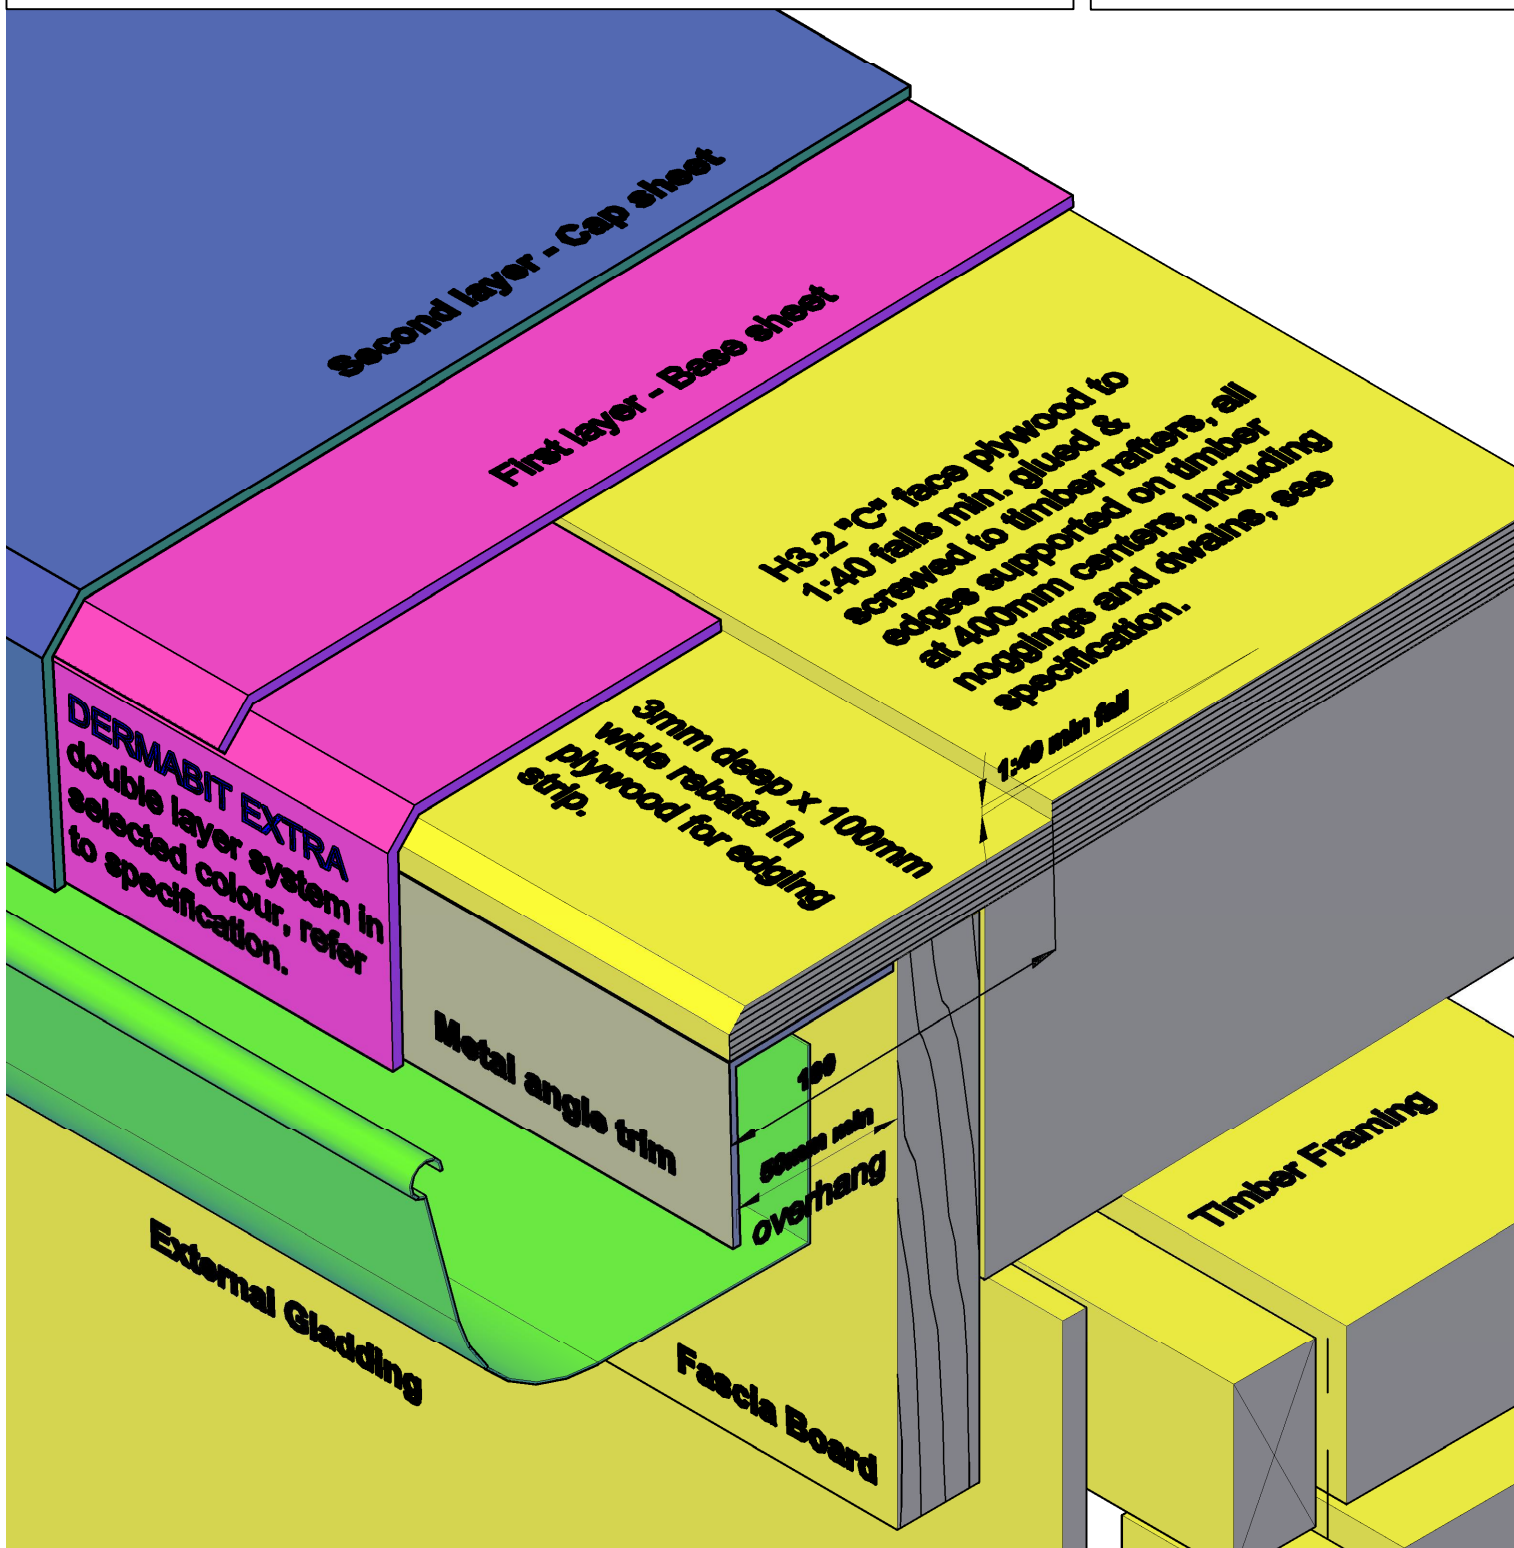 Second layer - Cap sheet
First layer - Base sheet
H3.2 "C" face plywood to
1:40 falls min. glued &
screwed to timber rafters, all
edges supported on timber
at 400mm centers, including
noggings and dwains, see
specification.
1:40 min fall
3mm deep x 100mm
wide rebate in
plywood for edging
strip.
DERMABIT EXTRA
double layer system in
selected colour, refer
to specification.
Metal angle trim
100
50mm min
overhang
Timber Framing
External Gladding
Fascia Board